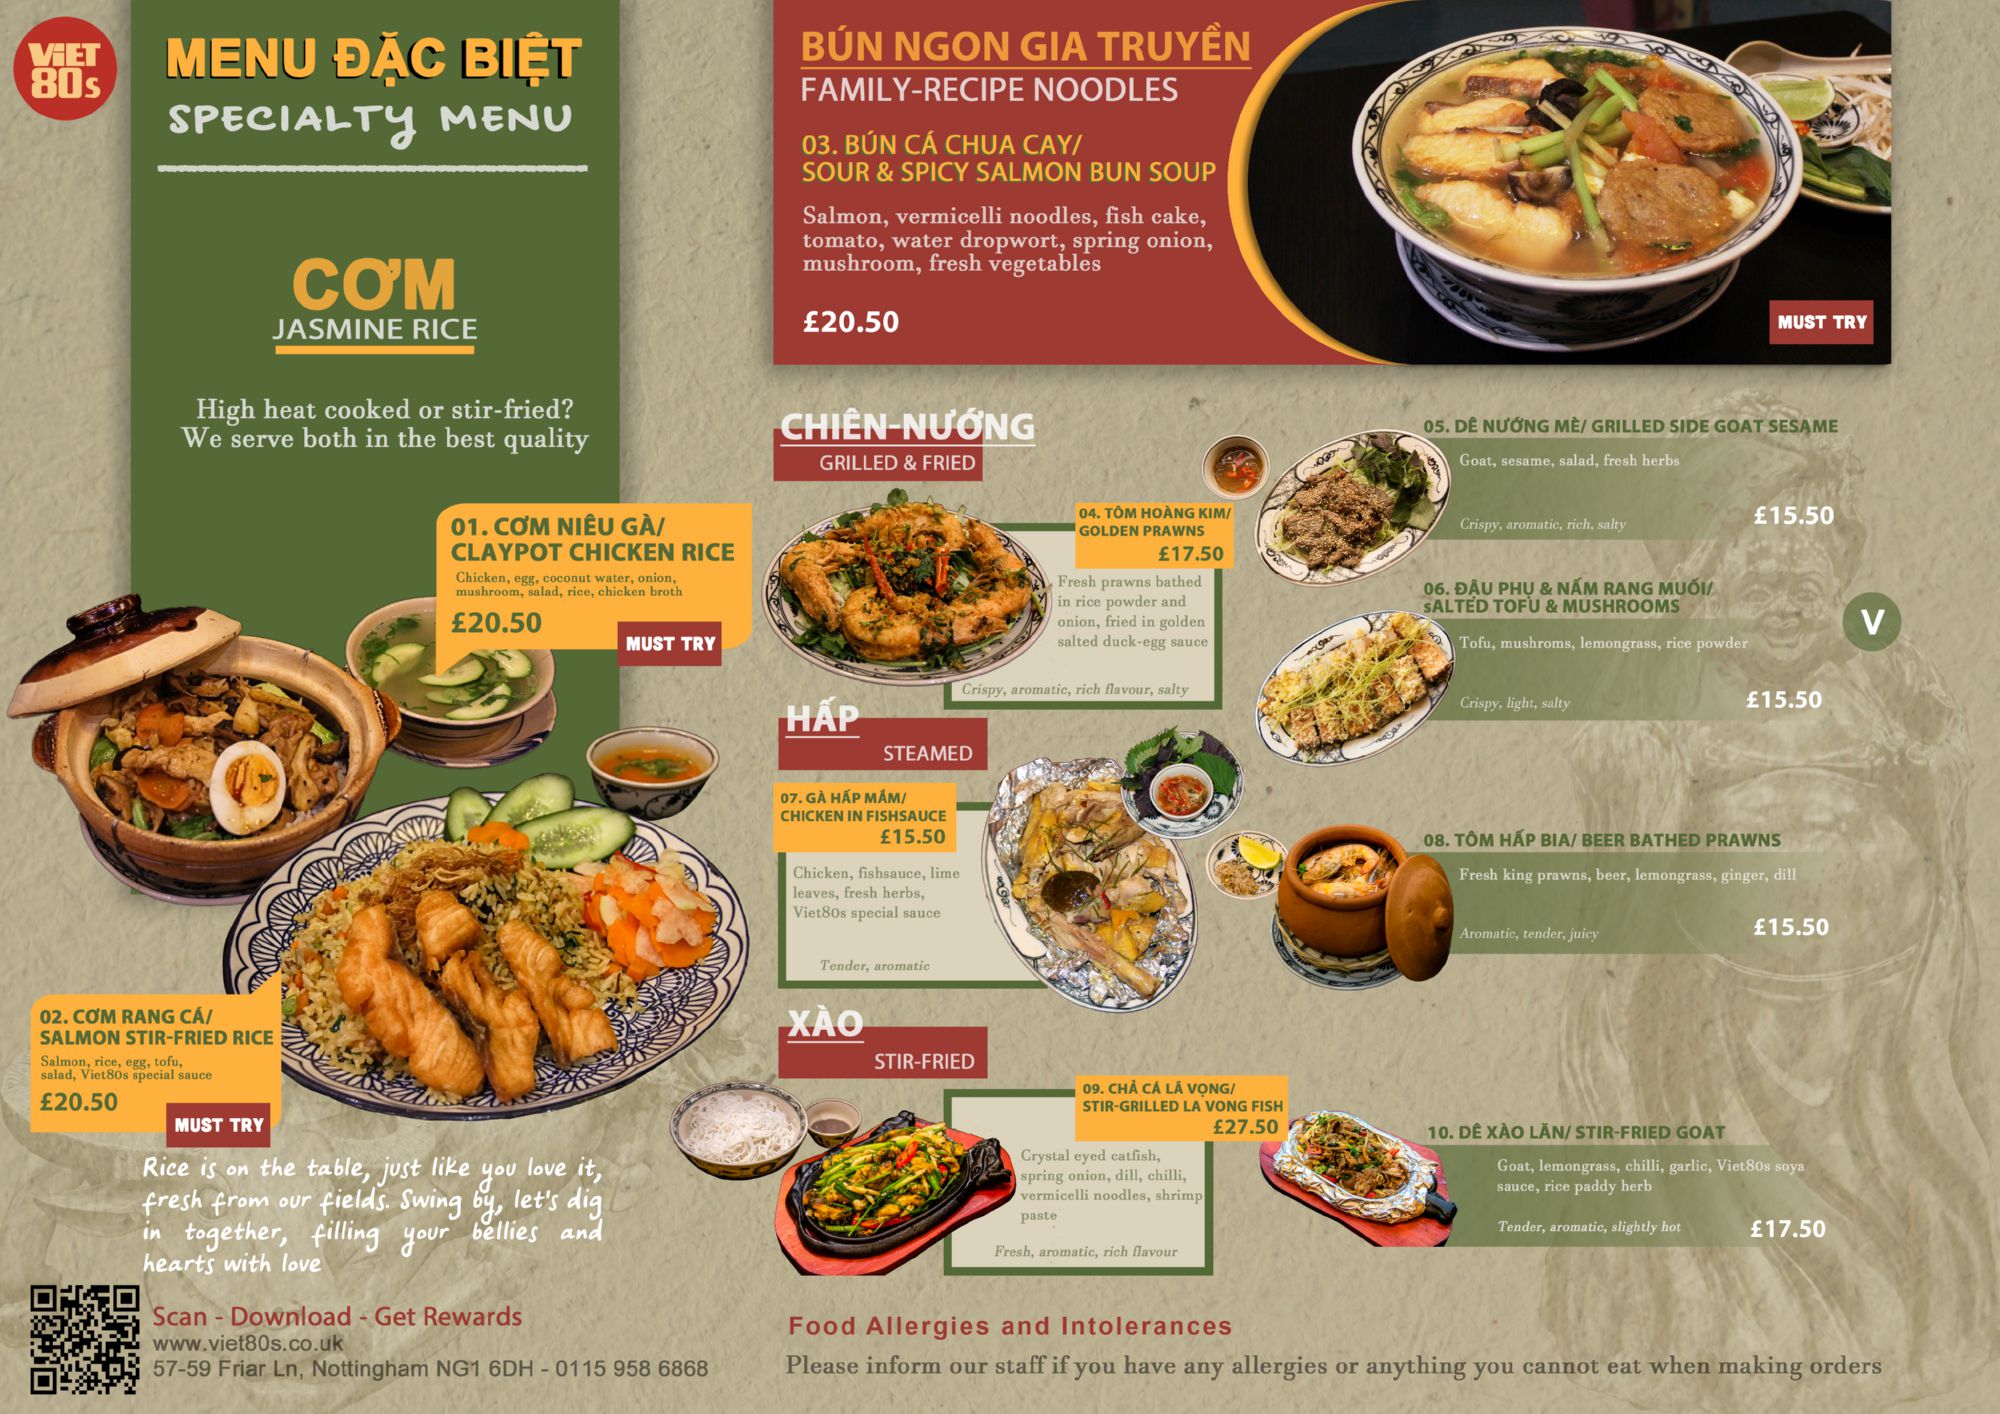 VIET
80s
MENU ĐẶC BIỆT
SPECIALTY MENU
CƠM
JASMINE RICE
High heat cooked or stir-fried?
We serve both in the best quality
01. CƠM NIÊU GÀ/
CLAYPOT CHICKEN RICE
Chicken, egg, coconut water, onion,
mushroom, salad, rice, chicken broth
£20.50
MUST TRY
02. CƠM RANG CÁ/
SALMON STIR-FRIED RICE
Salmon, rice, egg, tofu,
salad, Viet80s special sauce
£20.50
MUST TRY
Rice is on the table, just like you love it,
fresh from our fields. Swing by, let's dig
in together, filling your bellies and
hearts with love
Scan - Download - Get Rewards
www.viet80s.co.uk
57-59 Friar Ln, Nottingham NG1 6DH - 0115 958 6868
BÚN NGON GIA TRUYỀN
FAMILY-RECIPE NOODLES
03. BÚN CÁ CHUA CAY/
SOUR & SPICY SALMON BUN SOUP
Salmon, vermicelli noodles, fish cake,
tomato, water dropwort, spring onion,
mushroom, fresh vegetables
£20.50
MUST TRY
CHIÊN-NƯỚNG
GRILLED & FRIED
04. TÔM HOÀNG KIM/
GOLDEN PRAWNS
£17.50
Fresh prawns bathed
in rice powder and
onion, fried in golden
salted duck-egg sauce
Crispy, aromatic, rich flavour, salty
05. DÊ NƯỚNG MÈ/ GRILLED SIDE GOAT SESAME
Goat, sesame, salad, fresh herbs
Crispy, aromatic, rich, salty
£15.50
06. ĐẬU PHỤ & NẤM RANG MUỐI/
SALTED TOFU & MUSHROOMS
V
Tofu, mushroms, lemongrass, rice powder
Crispy, light, salty
£15.50
HẤP
STEAMED
07. GÀ HẤP MẮM/
CHICKEN IN FISHSAUCE
£15.50
Chicken, fishsauce, lime
leaves, fresh herbs,
Viet80s special sauce
Tender, aromatic
08. TÔM HẤP BIA/ BEER BATHED PRAWNS
Fresh king prawns, beer, lemongrass, ginger, dill
Aromatic, tender, juicy
£15.50
XÀO
STIR-FRIED
09. CHẢ CÁ LÃ VỌNG/
STIR-GRILLED LA VONG FISH
£27.50
Crystal eyed catfish,
spring onion, dill, chilli,
vermicelli noodles, shrimp
paste
Fresh, aromatic, rich flavour
10. DÊ XÀO LĂN/ STIR-FRIED GOAT
Goat, lemongrass, chilli, garlic, Viet80s soya
sauce, rice paddy herb
Tender, aromatic, slightly hot
£17.50
Food Allergies and Intolerances
Please inform our staff if you have any allergies or anything you cannot eat when making orders